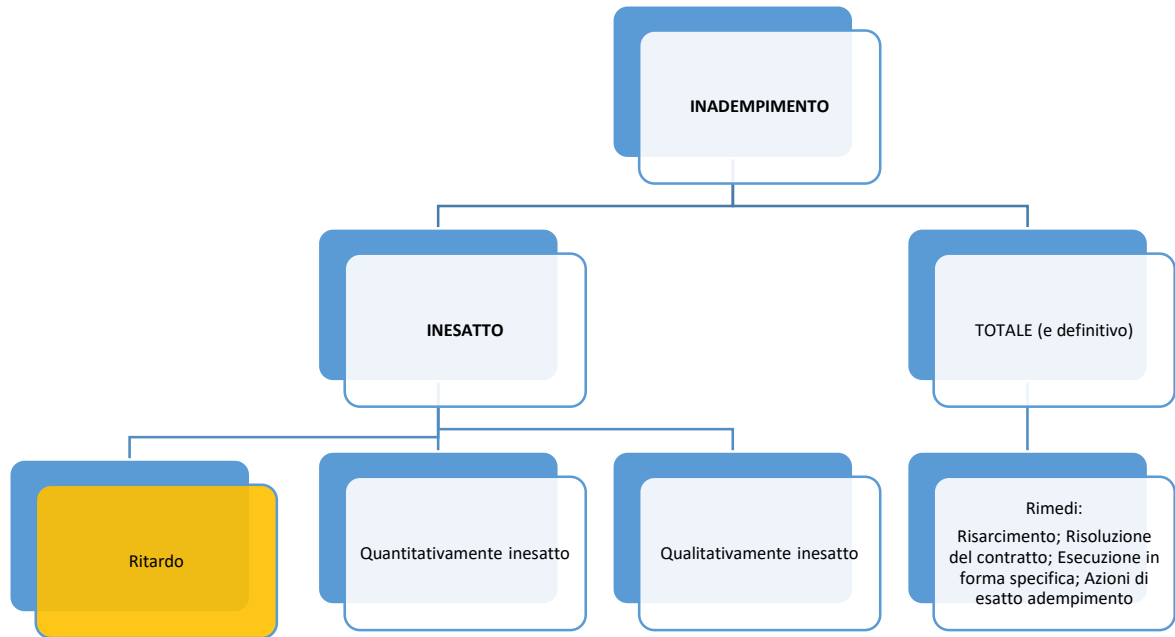 INADEMPIMENTO
INESATTO
TOTALE (e definitivo)
Ritardo
Quantitativamente inesatto
Qualitativamente inesatto
Rimedi:
Risarcimento; Risoluzione
del contratto; Esecuzione in
forma specifica; Azioni di
esatto adempimento